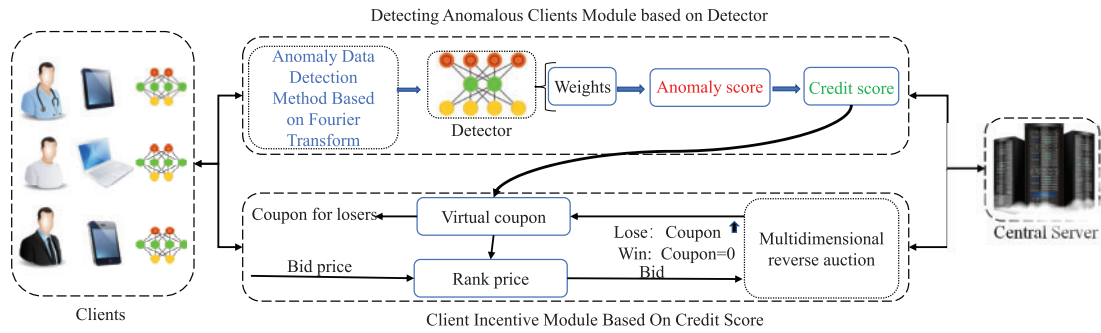 Detecting Anomalous Clients Module based on Detector
Anomaly Data
Detection
Method Based
on Fourier
Transform
Detector
Weights
Anomaly score
Credit score
Coupon for losers
Virtual coupon
Lose: Coupon
Win: Coupon=0
Bid
Multidimensional
reverse auction
Bid price
Rank price
Central Server
Clients
Client Incentive Module Based On Credit Score